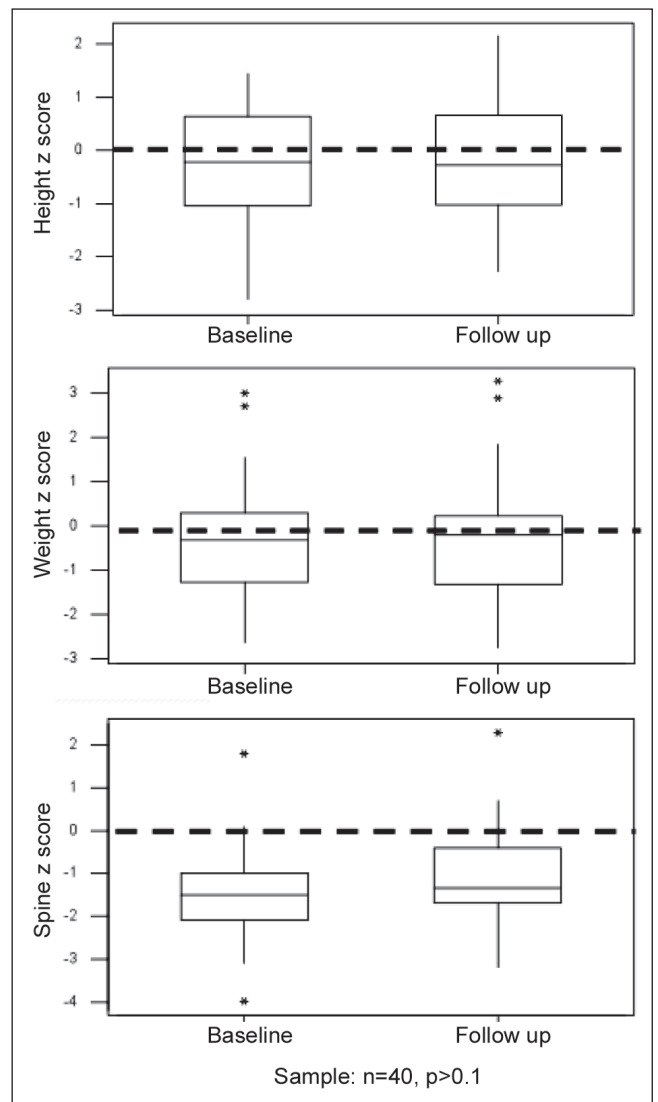 Height z score
2
1
0
-1
-2
-3
Baseline Follow up
Weight z score
3
2
1
0
-1
-2
-3
Baseline Follow up
Spine z score
2
1
0
-1
-2
-3
-4
Baseline Follow up
Sample: n=40, p>0.1